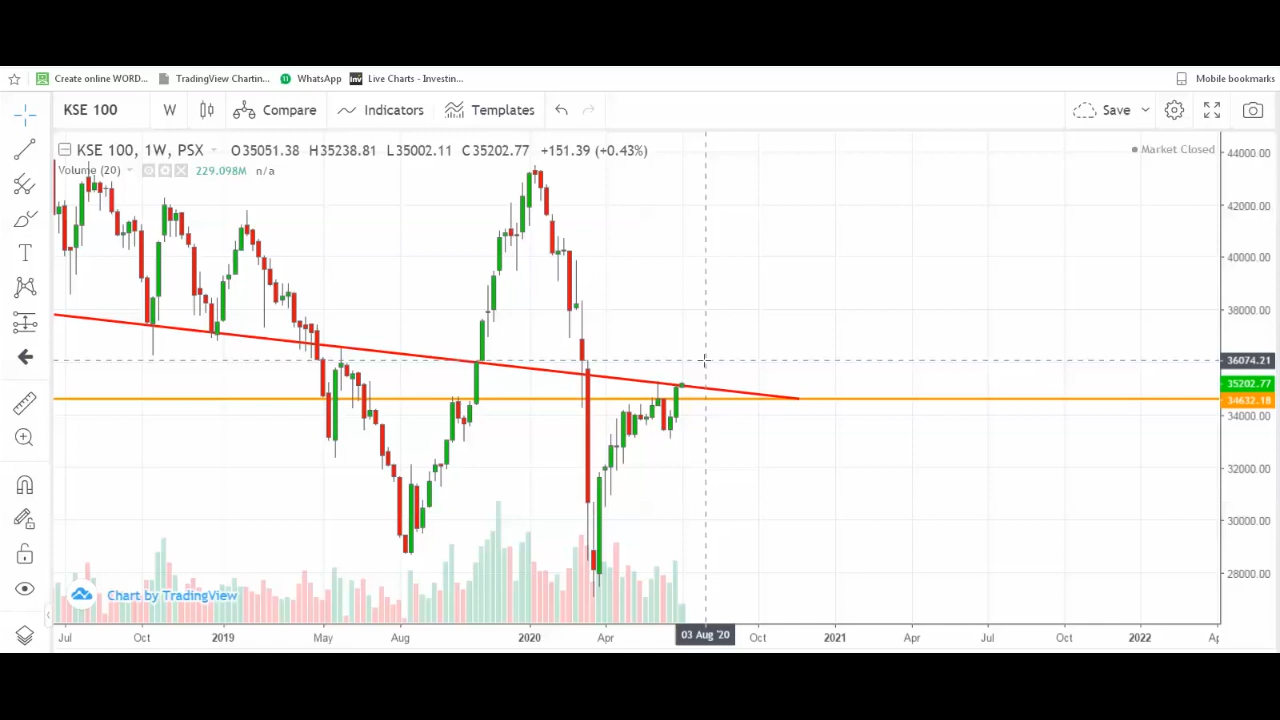 Create online WORD... TradingView Chartin... WhatsApp Inv Live Charts - Investin... Mobile bookmarks
KSE 100 W Compare Indicators Templates Save
KSE 100, 1W, PSX O35051.38 H35238.81 L35002.11 C35202.77 +151.39 (+0.43%) Market Closed
Volume (20) 229.098M n/a
44000.00
42000.00
40000.00
38000.00
36074.21
35202.77
34632.18
34000.00
32000.00
30000.00
28000.00
Chart by TradingView
Jul Oct 2019 May Aug 2020 Apr 03 Aug '20 Oct 2021 Apr Jul Oct 2022 Ap